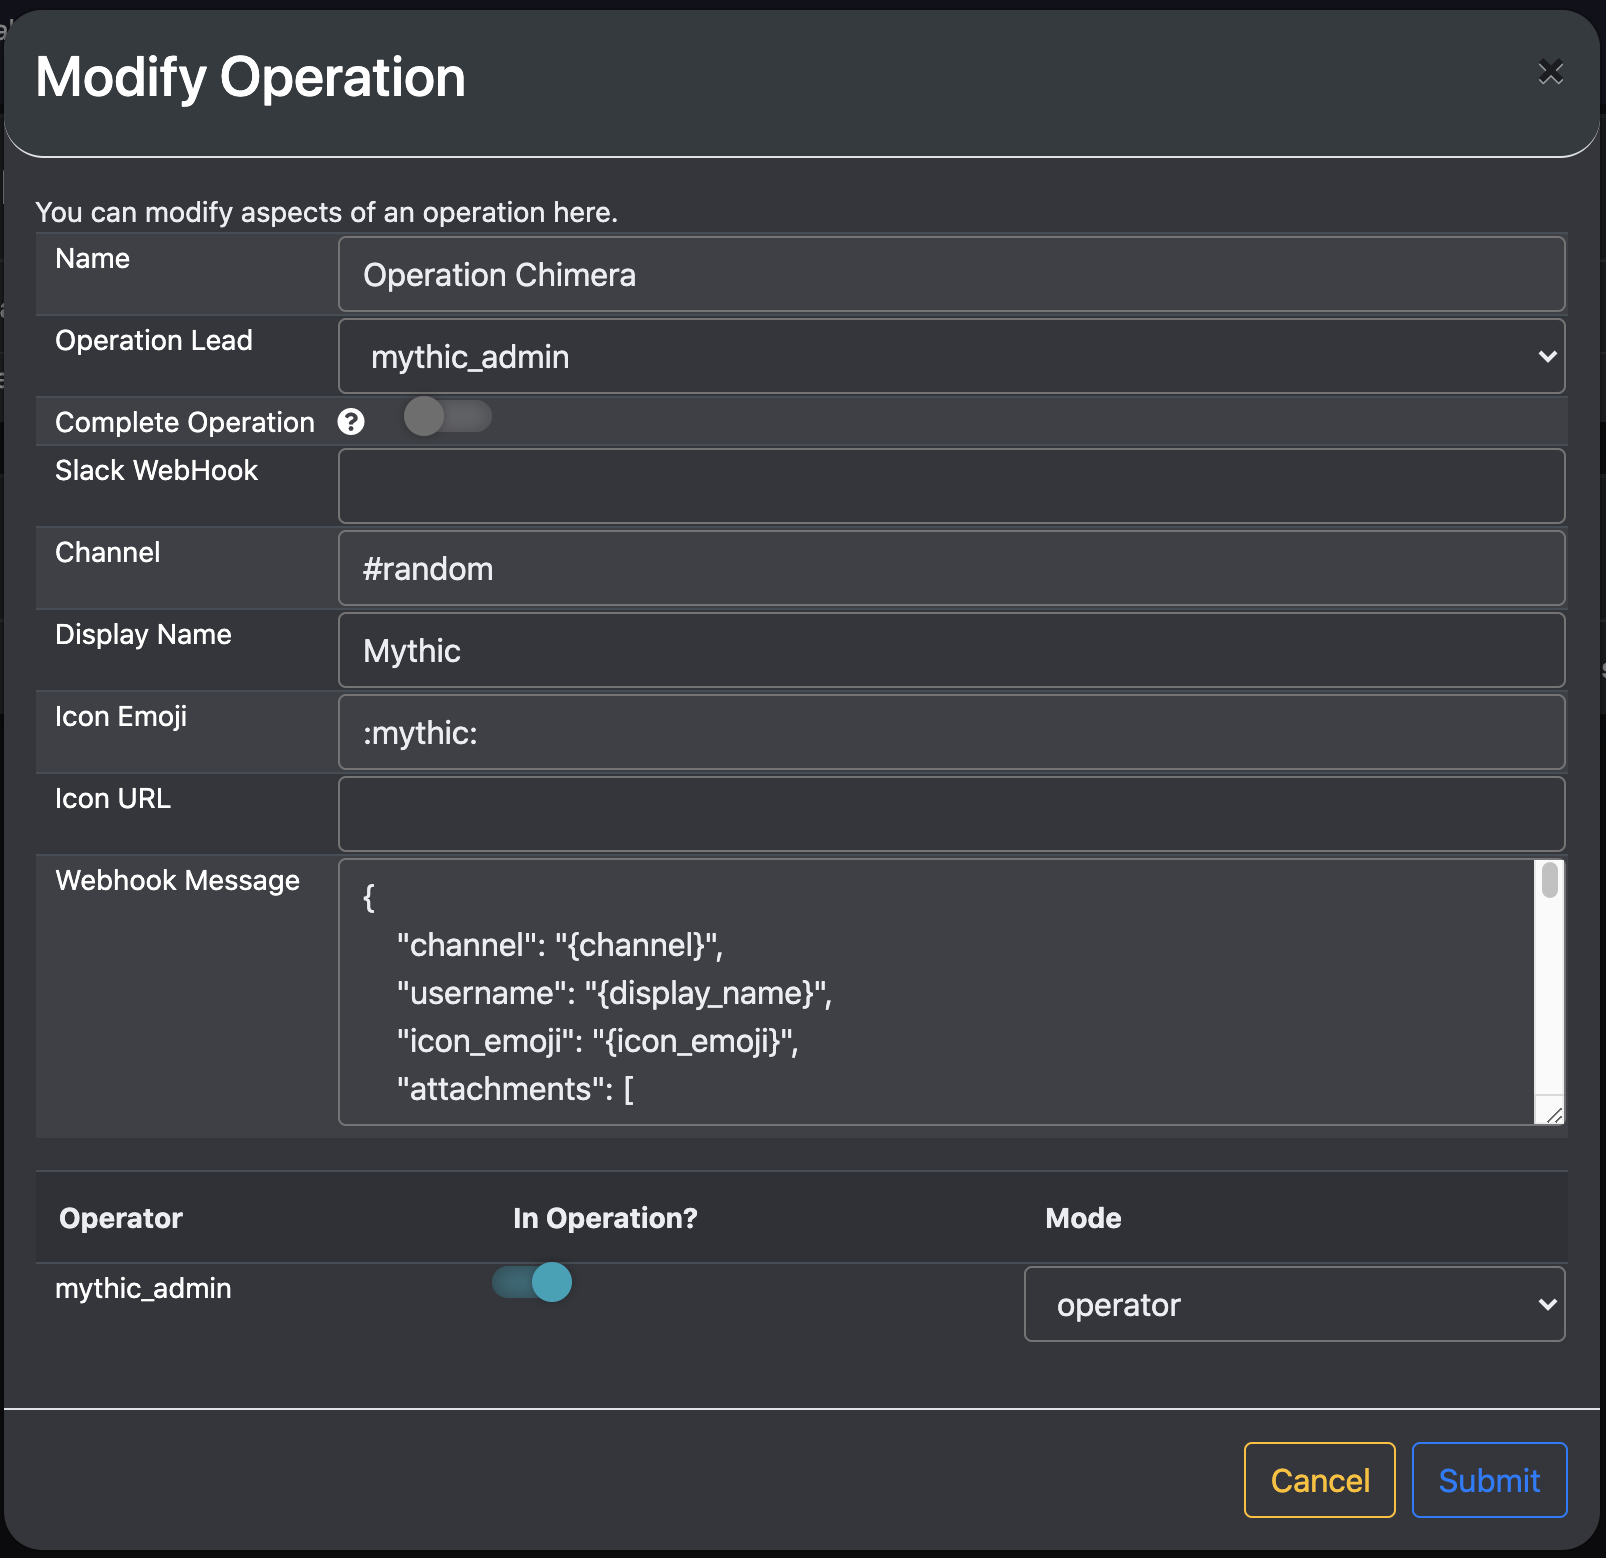 Modify Operation
You can modify aspects of an operation here.
Name
Operation Chimera
Operation Lead
mythic_admin
Complete Operation ?
Slack WebHook
Channel
#random
Display Name
Mythic
Icon Emoji
:mythic:
Icon URL
Webhook Message
{
"channel": "{channel}",
"username": "{display_name}",
"icon_emoji": "{icon_emoji}",
"attachments": [
Operator In Operation? Mode
mythic_admin operator
Cancel Submit